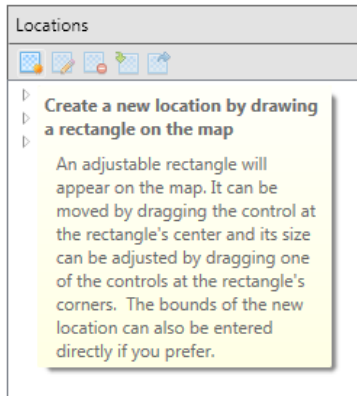 Locations
Create a new location by drawing
a rectangle on the map
An adjustable rectangle will
appear on the map. It can be
moved by dragging the control at
the rectangle's center and its size
can be adjusted by dragging one
of the controls at the rectangle's
corners.  The bounds of the new
location can also be entered
directly if you prefer.